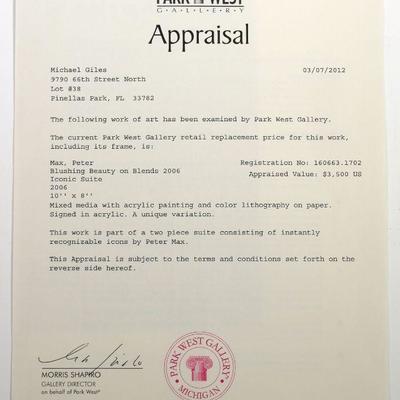 PARK WEST
GALLERY
Appraisal
Michael Giles 03/07/2012
9790 66th Street North
Lot #38
Pinellas Park, FL 33782
The following work of art has been examined by Park West Gallery.
The current Park West Gallery retail replacement price for this work,
including its frame, is:
Max, Peter Registration No: 160663.1702
Blushing Beauty on Blends 2006 Appraised Value: $3,500 US
Iconic Suite
2006
10'' x 8''
Mixed media with acrylic painting and color lithography on paper.
Signed in acrylic. A unique variation.
This work is part of a two piece suite consisting of instantly
recognizable icons by Peter Max.
This Appraisal is subject to the terms and conditions set forth on the
reverse side hereof.
MORRIS SHAPIRO
GALLERY DIRECTOR
on behalf of Park West®
PARK WEST GALLERY
MICHIGAN